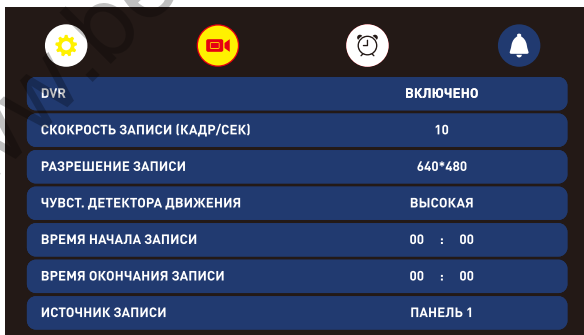 DVR ВКЛЮЧЕНО
СКОКРОСТЬ ЗАПИСИ (КАДР/СЕК) 10
РАЗРЕШЕНИЕ ЗАПИСИ 640*480
ЧУВСТ. ДЕТЕКТОРА ДВИЖЕНИЯ ВЫСОКАЯ
ВРЕМЯ НАЧАЛА ЗАПИСИ 00 : 00
ВРЕМЯ ОКОНЧАНИЯ ЗАПИСИ 00 : 00
ИСТОЧНИК ЗАПИСИ ПАНЕЛЬ 1